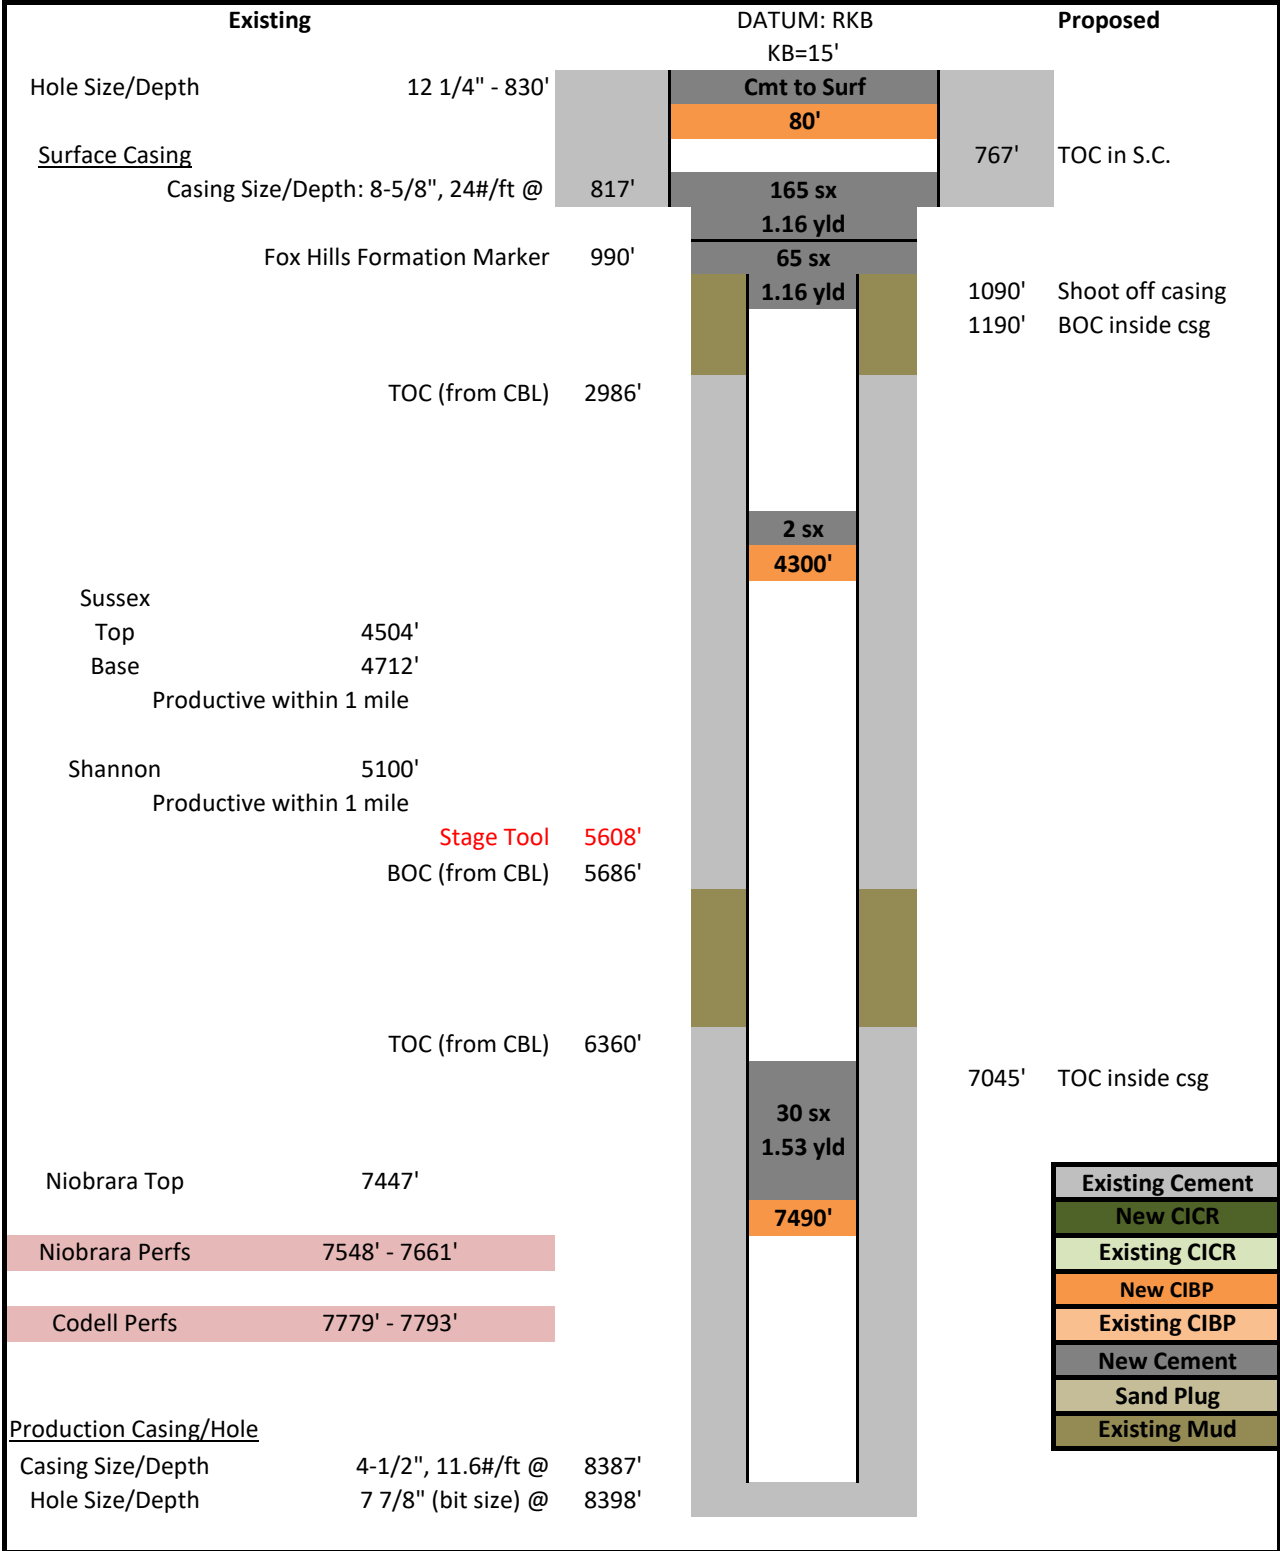 Existing DATUM: RKB Proposed
KB=15'
Hole Size/Depth 12 1/4" - 830' Cmt to Surf
80'
Surface Casing 767' TOC in S.C.
Casing Size/Depth: 8-5/8", 24#/ft @ 817' 165 sx
1.16 yld
Fox Hills Formation Marker 990' 65 sx
1.16 yld 1090' Shoot off casing
1190' BOC inside csg
TOC (from CBL) 2986'
2 sx
4300'
Sussex
Top 4504'
Base 4712'
Productive within 1 mile
Shannon 5100'
Productive within 1 mile
Stage Tool 5608'
BOC (from CBL) 5686'
TOC (from CBL) 6360'
7045' TOC inside csg
30 sx
1.53 yld
Niobrara Top 7447' Existing Cement
7490' New CICR
Niobrara Perfs 7548' - 7661' Existing CICR
New CIBP
Codell Perfs 7779' - 7793' Existing CIBP
New Cement
Sand Plug
Production Casing/Hole Existing Mud
Casing Size/Depth 4-1/2", 11.6#/ft @ 8387'
Hole Size/Depth 7 7/8" (bit size) @ 8398'